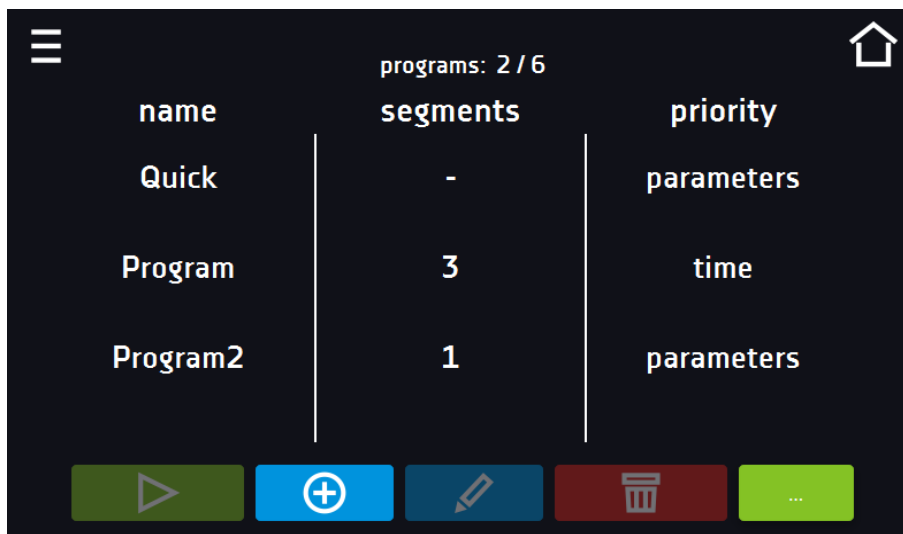 programs: 2 / 6
name segments priority
Quick - parameters
Program 3 time
Program2 1 parameters
...